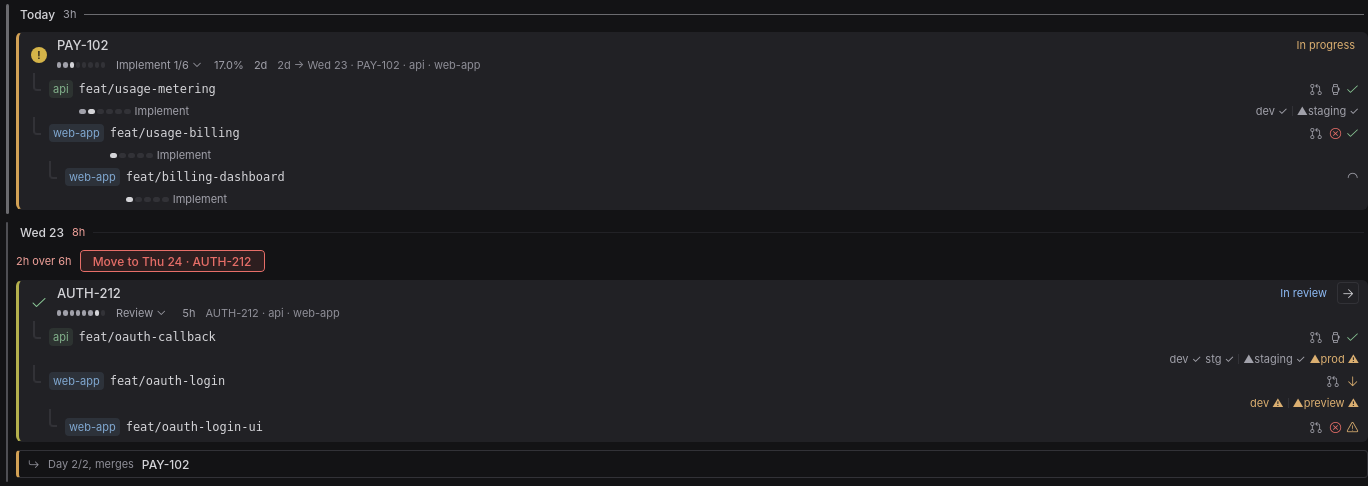 Today 3h
PAY-102 In progress
Implement 1/6 17.0% 2d 2d → Wed 23 · PAY-102 · api · web-app
api feat/usage-metering
Implement dev ✓ ▲staging ✓
web-app feat/usage-billing
Implement
web-app feat/billing-dashboard
Implement
Wed 23 8h
2h over 6h Move to Thu 24 · AUTH-212
AUTH-212 In review →
Review 5h AUTH-212 · api · web-app
api feat/oauth-callback
dev ✓ stg ✓ ▲staging ✓ ▲prod ⚠
web-app feat/oauth-login
dev ⚠ ▲preview ⚠
web-app feat/oauth-login-ui
↪ Day 2/2, merges PAY-102